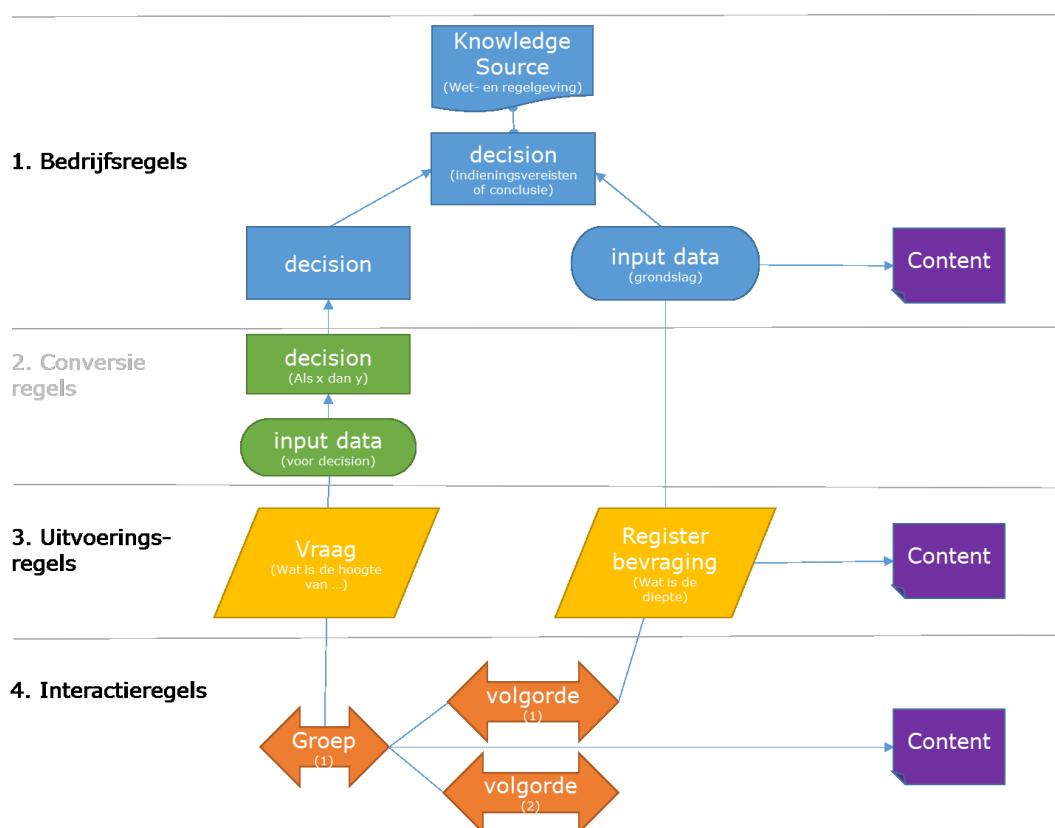 Knowledge
Source
(Wet- en regelgeving)
1. Bedrijfsregels
decision
(indieningsvereisten
of conclusie)
decision
input data
(grondslag)
Content
2. Conversie
regels
decision
(Als x dan y)
input data
(voor decision)
3. Uitvoerings-
regels
Vraag
(Wat is de hoogte
van ...)
Register
bevraging
(Wat is de
diepte)
Content
4. Interactieregels
volgorde
(1)
Groep
(1)
Content
volgorde
(2)